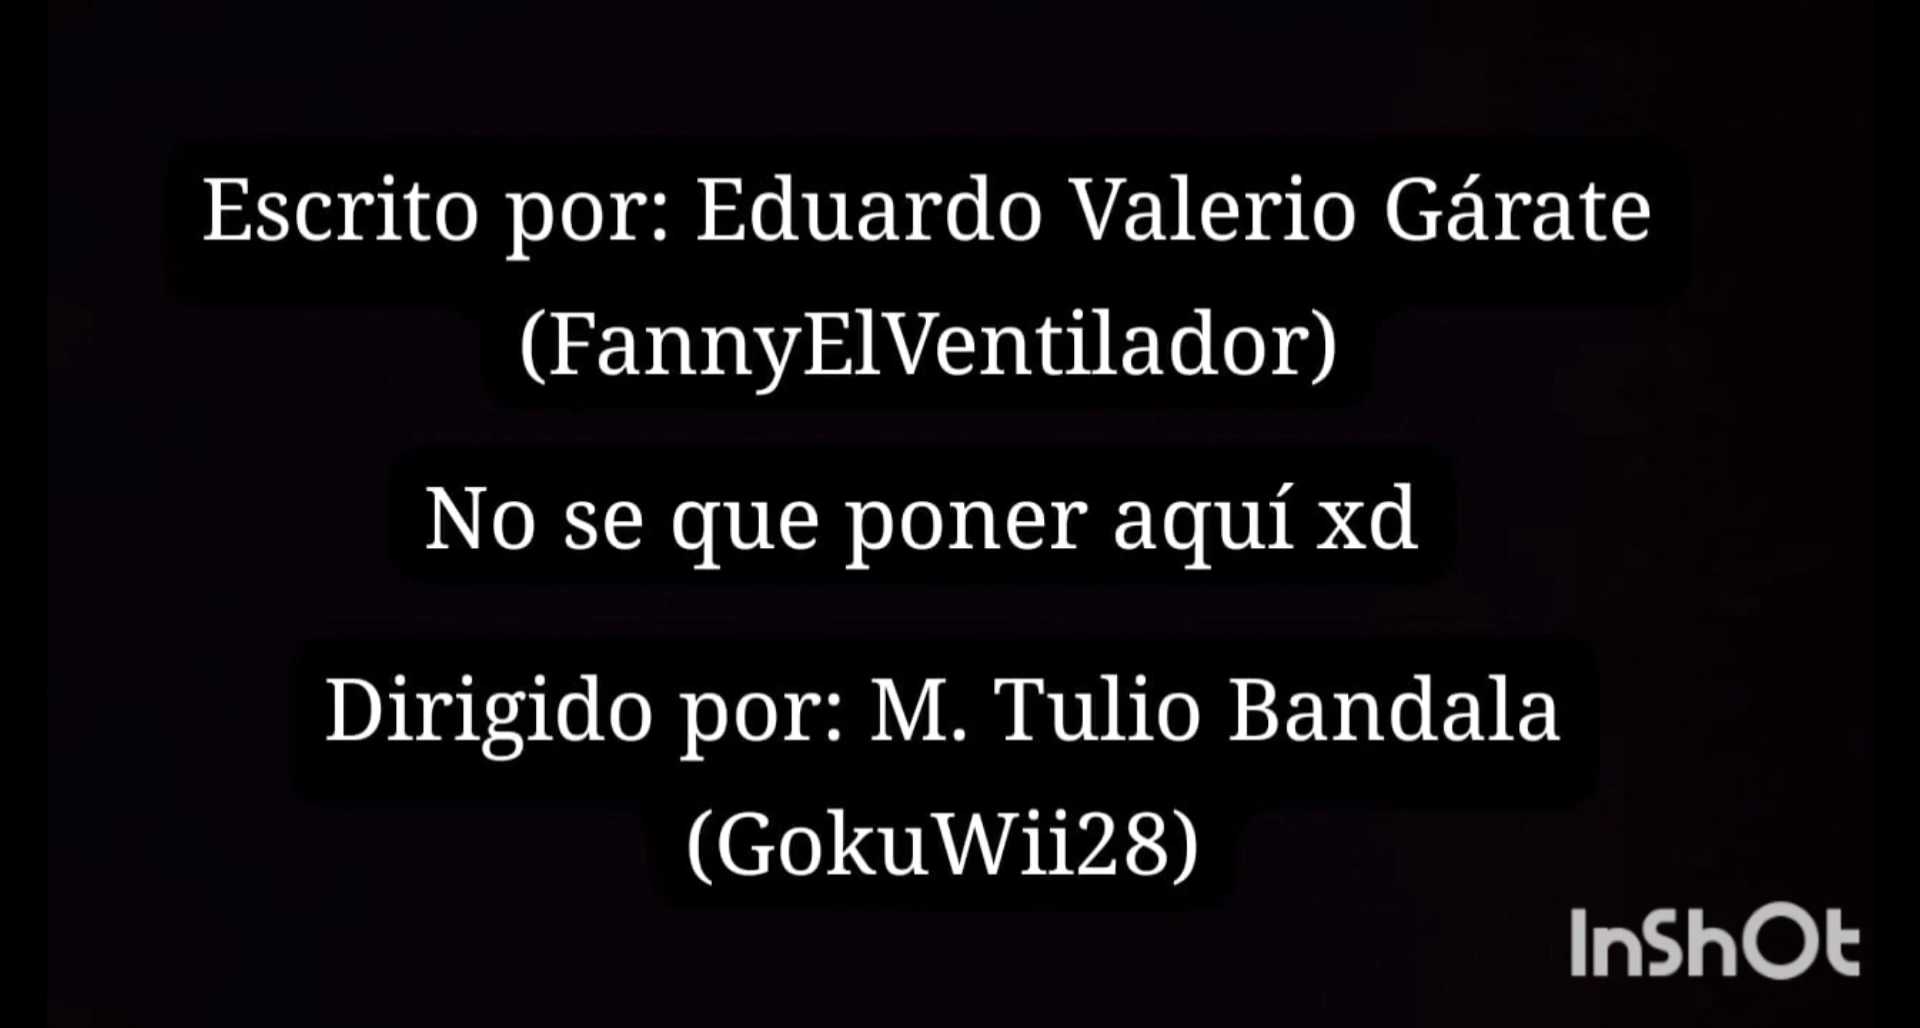 Escrito por: Eduardo Valerio Gárate
(FannyElVentilador)
No se que poner aquí xd
Dirigido por: M. Tulio Bandala
(GokuWii28)
InShOt